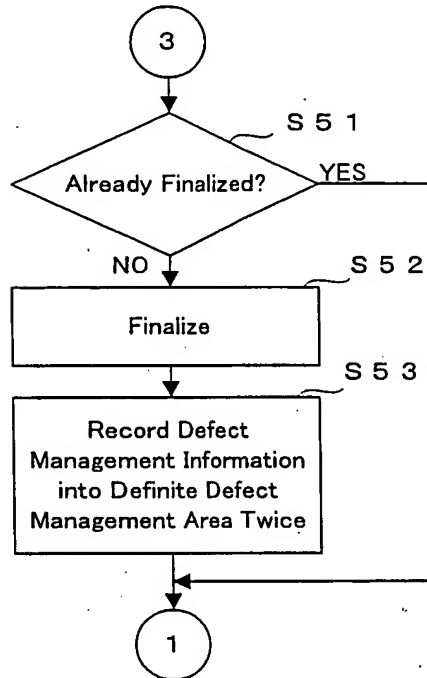 3
S 5 1
Already Finalized?
YES
NO
S 5 2
Finalize
S 5 3
Record Defect
Management Information
into Definite Defect
Management Area Twice
1